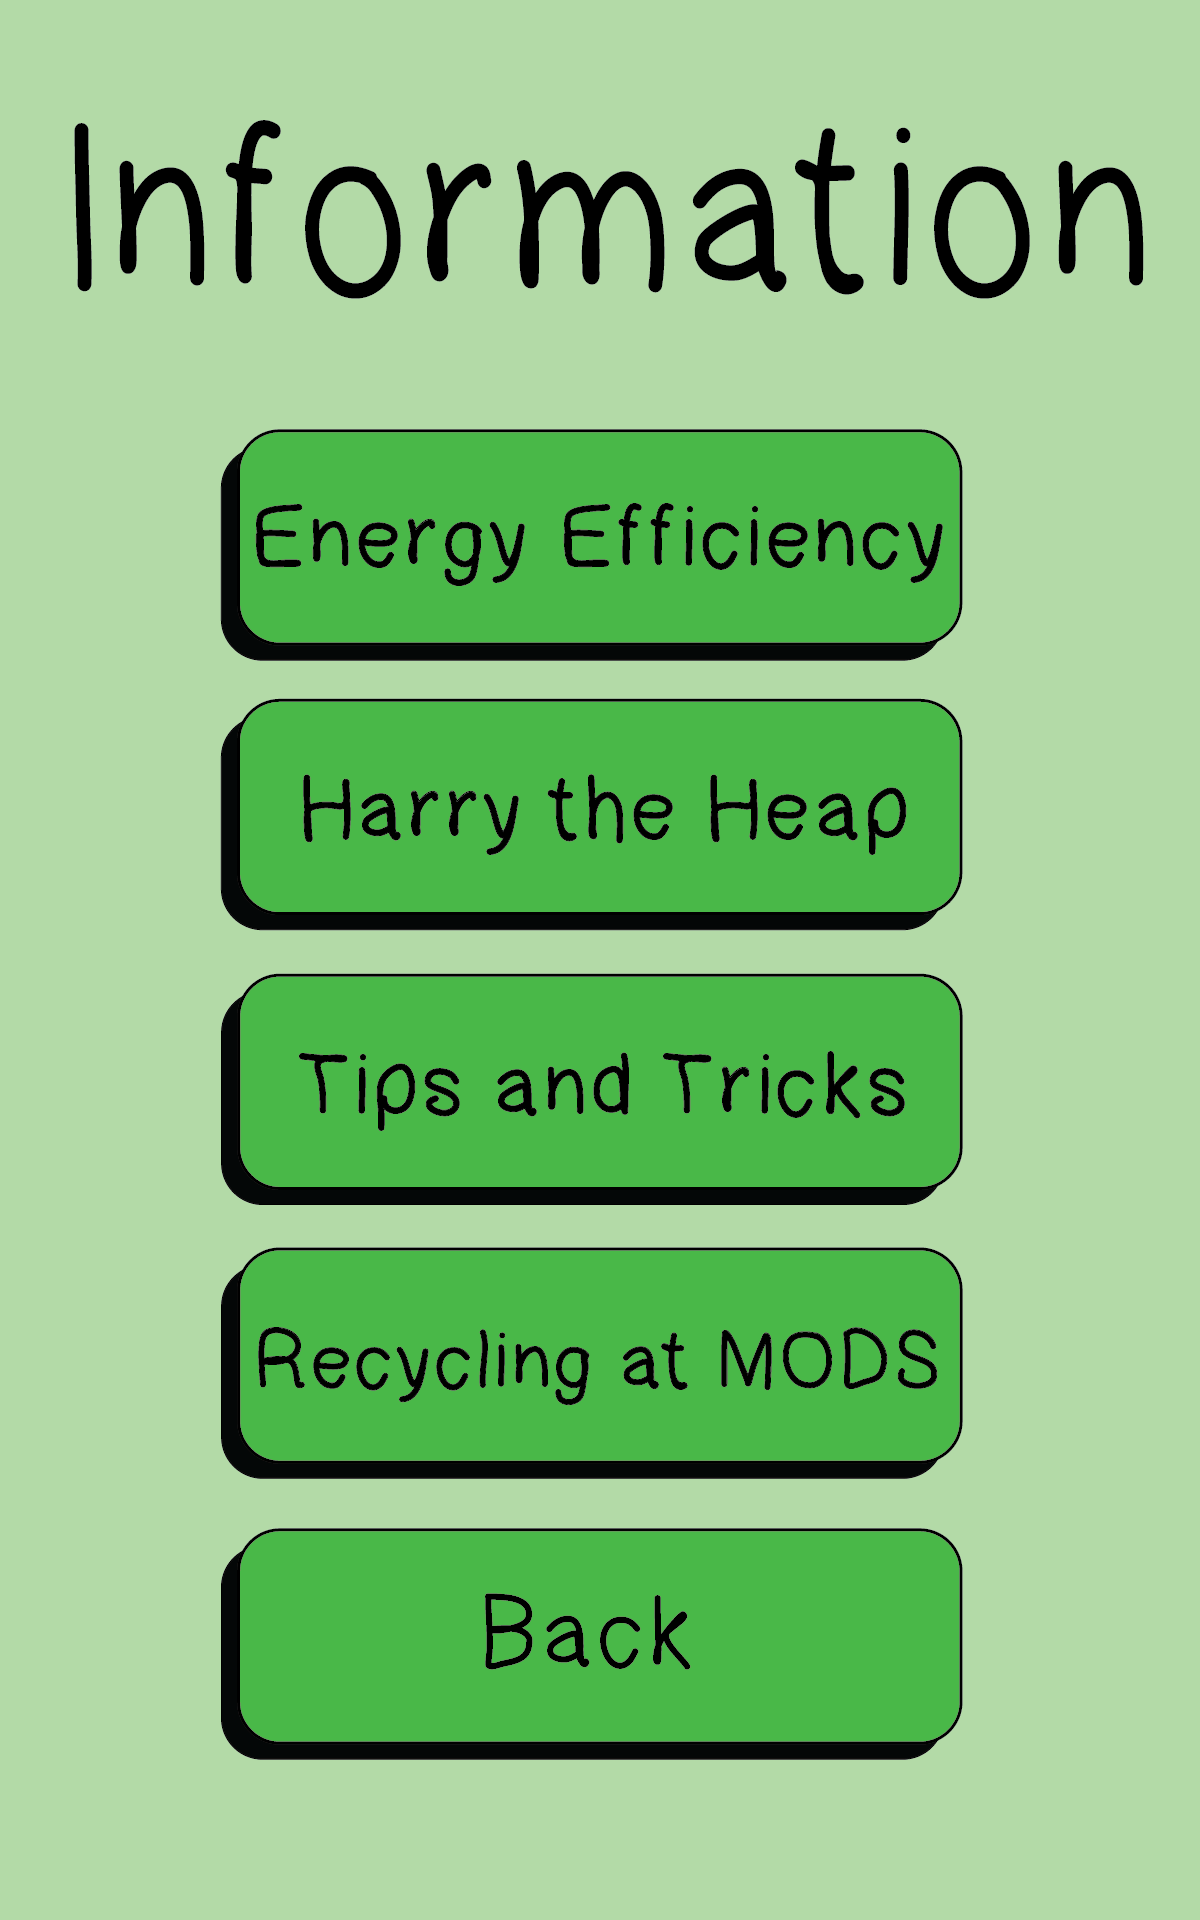 Information
Energy Efficiency
Harry the Heap
Tips and Tricks
Recycling at MODS
Back